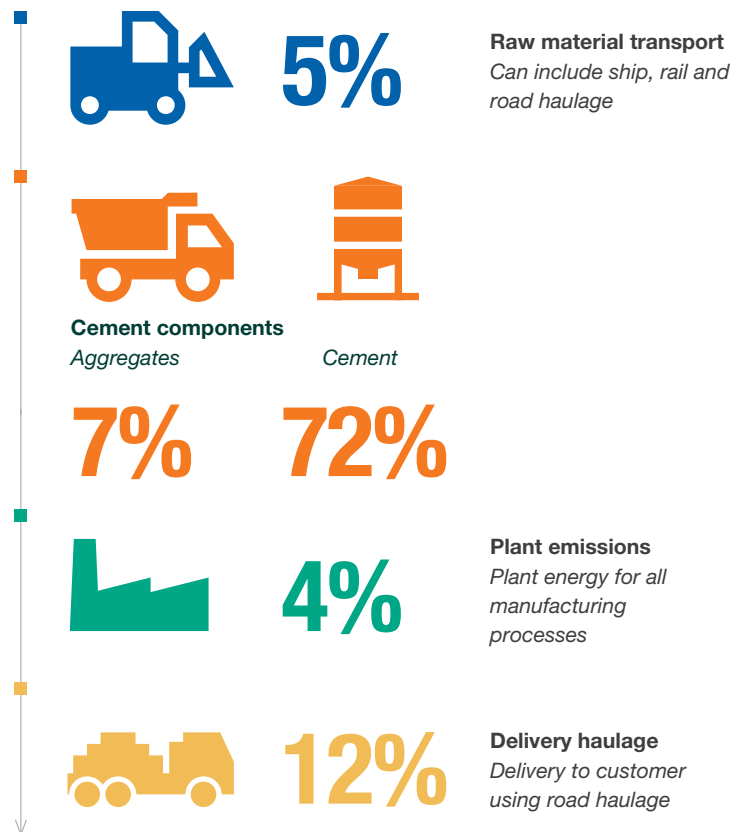 5%
Raw material transport
Can include ship, rail and
road haulage
Cement components
Aggregates
Cement
7%
72%
4%
Plant emissions
Plant energy for all
manufacturing
processes
12%
Delivery haulage
Delivery to customer
using road haulage